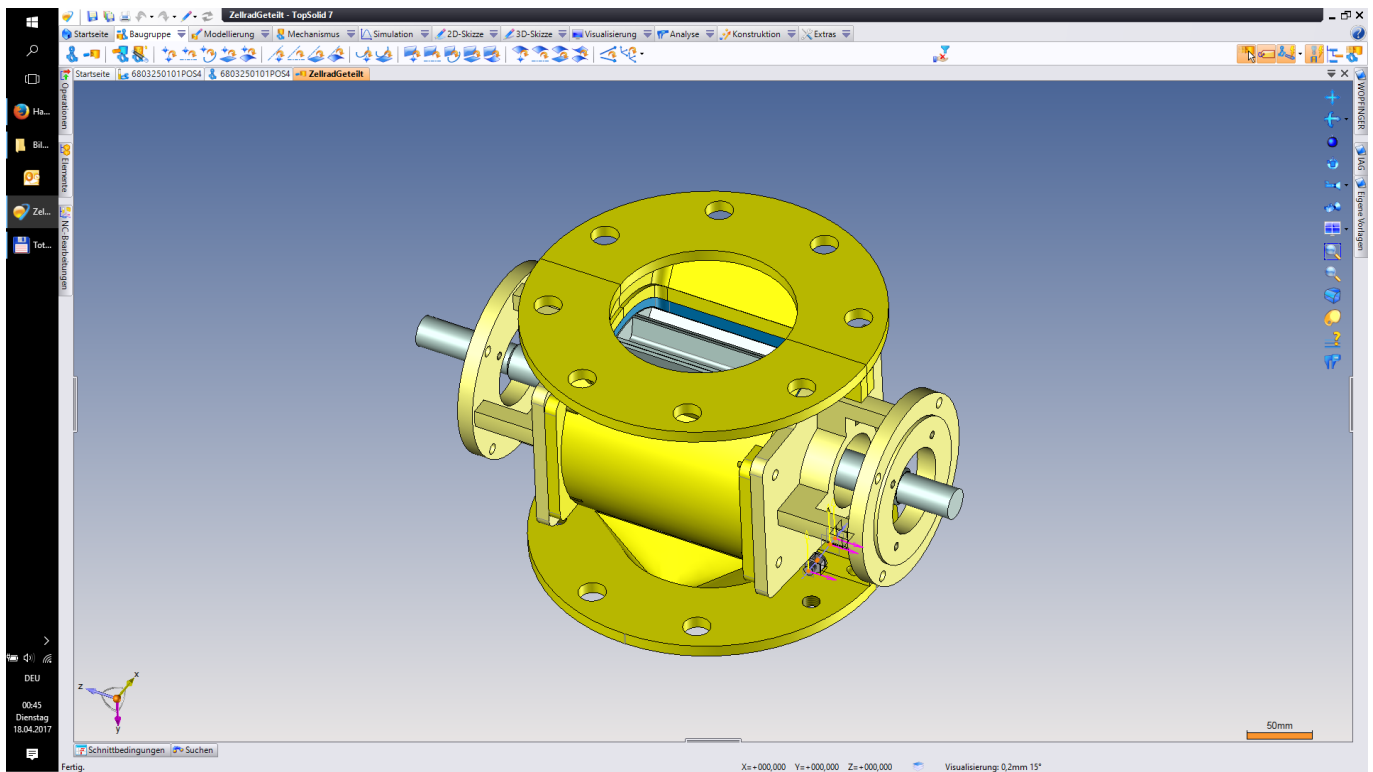 ZellradGeteilt - TopSolid 7
Startseite Baugruppe Modellierung Mechanismus Simulation 2D-Skizze 3D-Skizze Visualisierung Analyse Konstruktion Extras
Startseite 6803250101POS4 6803250101POS4 ZellradGeteilt
Operationen
Elemente
NC-Bearbeitungen
WOPFINGER
IAG
Eigene Vorlagen
Ha...
Bil...
Zel...
Tot...
DEU
00:45
Dienstag
18.04.2017
x
z
y
50mm
Schnittbedingungen Suchen
Fertig.
X=+000,000 Y=+000,000 Z=+000,000 Visualisierung: 0,2mm 15°